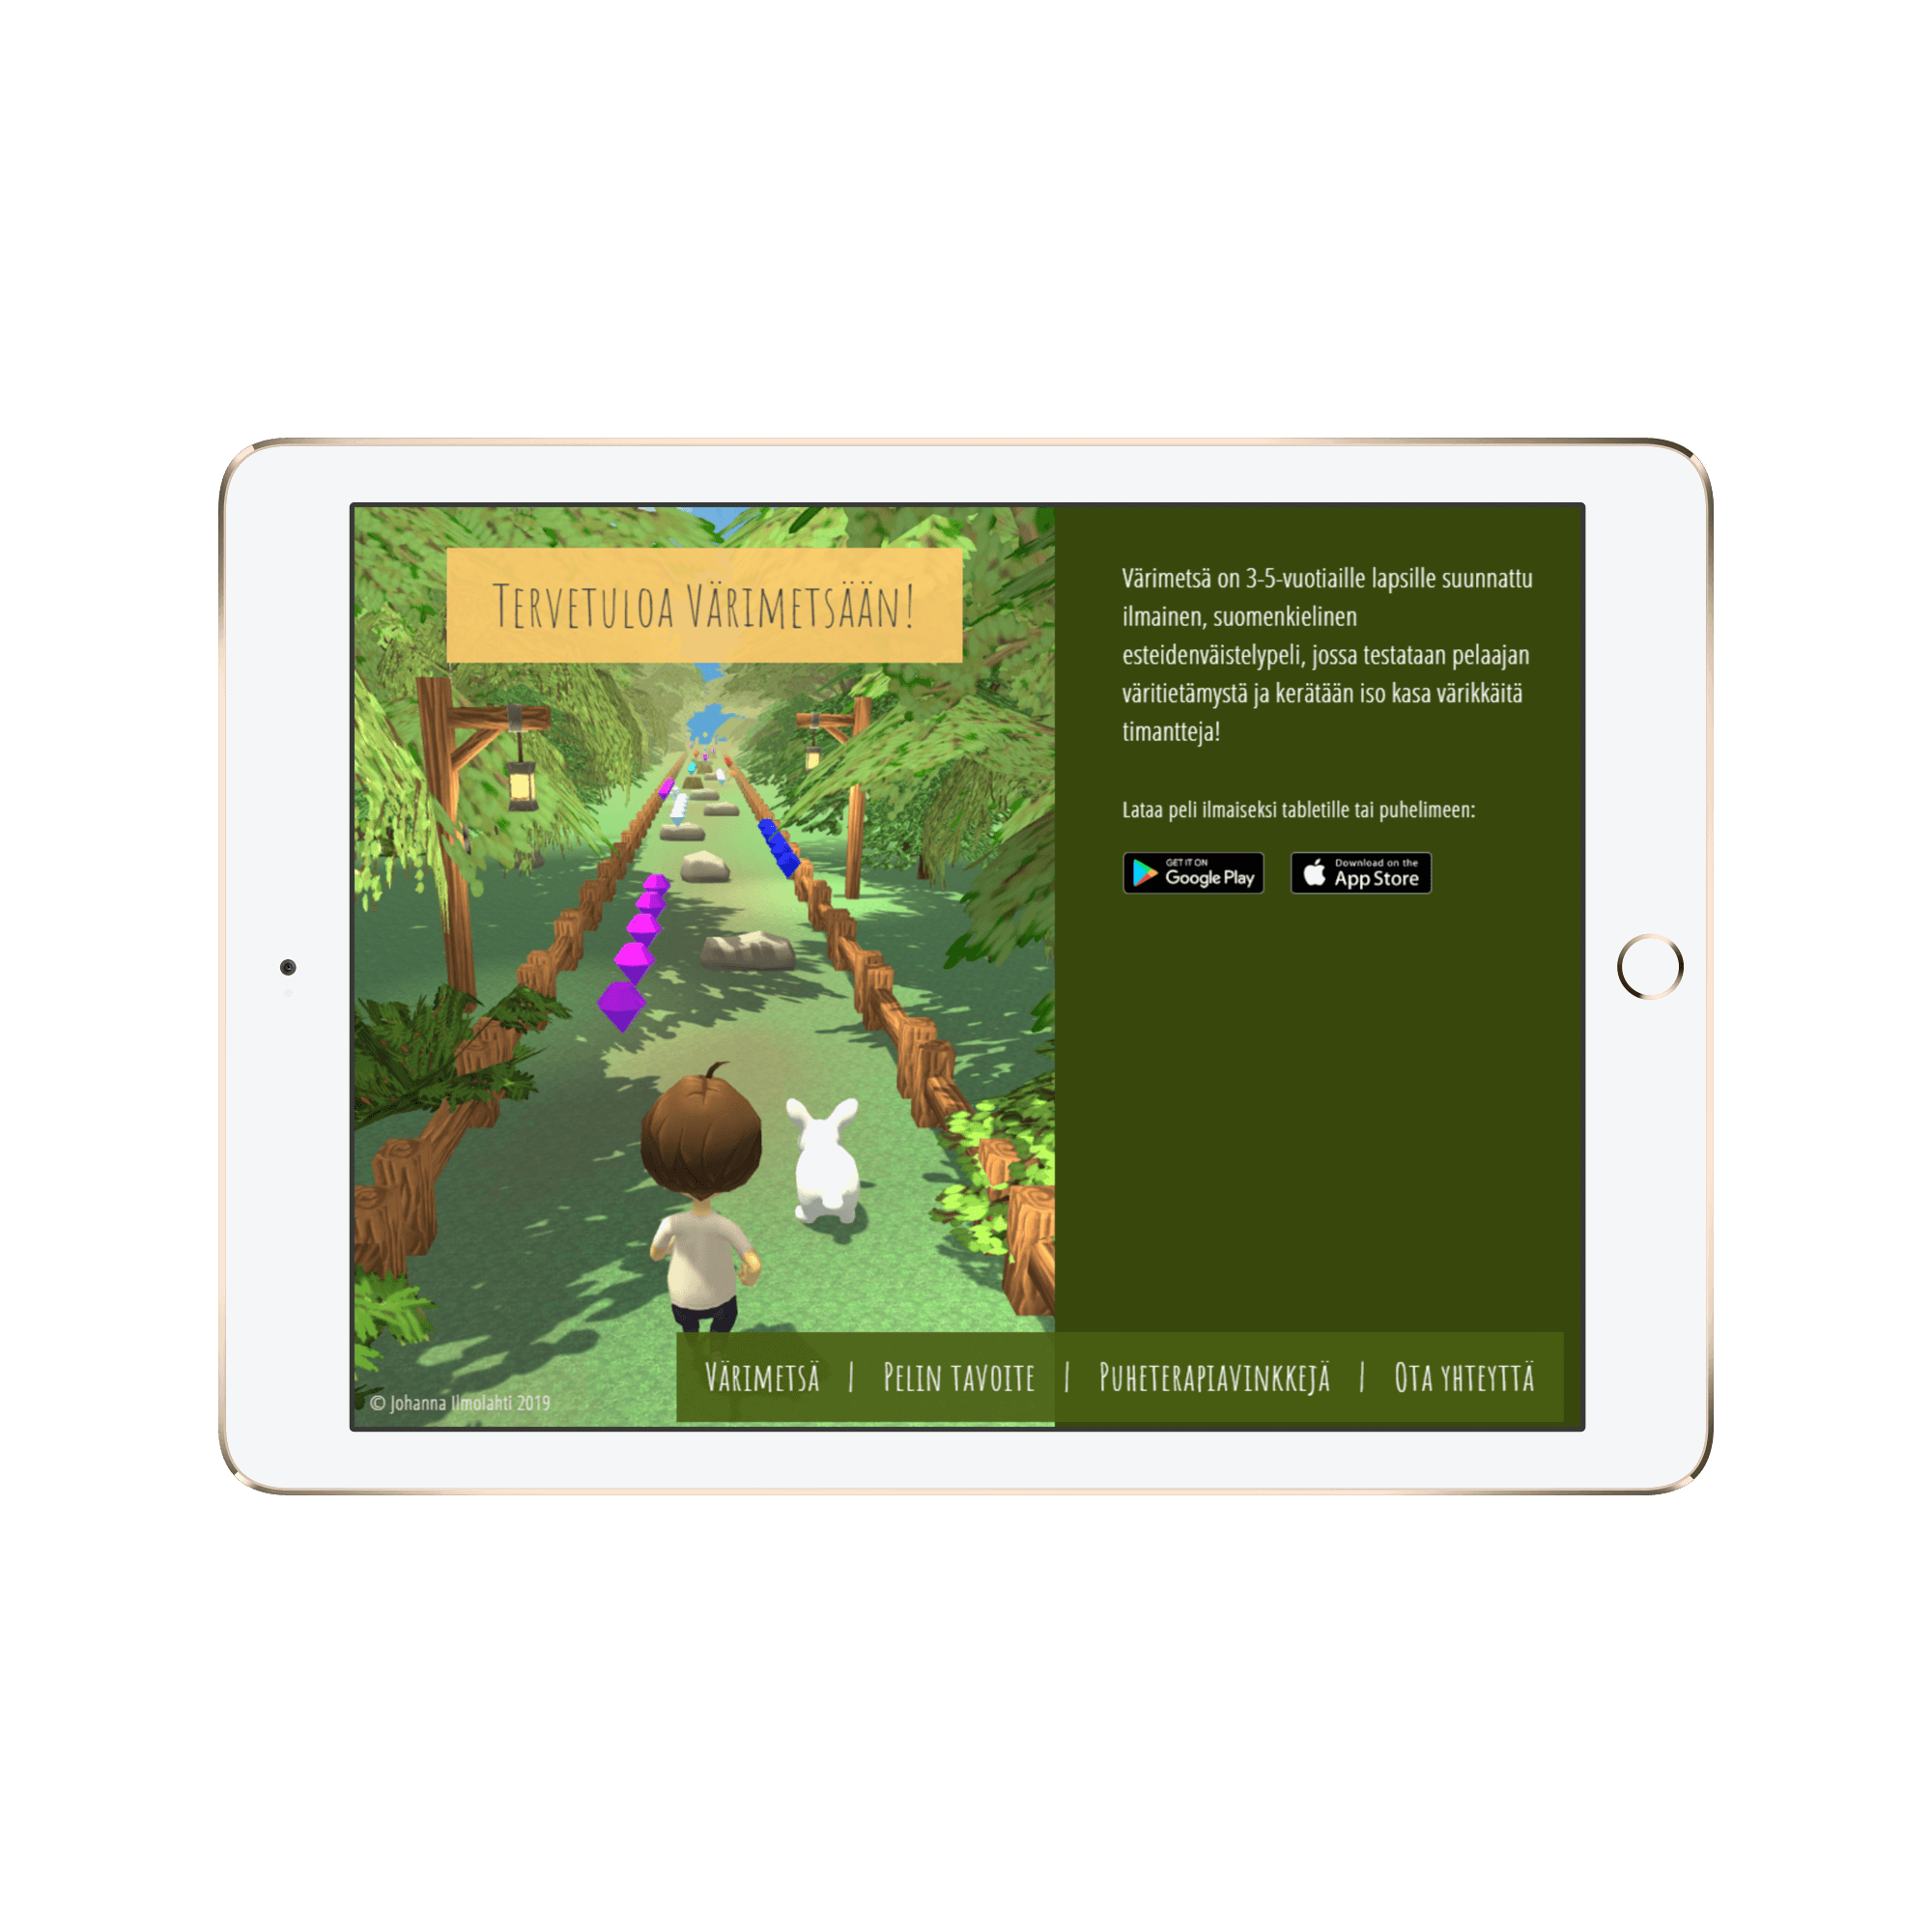 Tervetuloa Värimetsään!
Värimetsä on 3-5-vuotiaille lapsille suunnattu
ilmainen, suomenkielinen
esteidenväistelypeli, jossa testataan pelaajan
väritietämystä ja kerätään iso kasa värikkäitä
timantteja!
Lataa peli ilmaiseksi tabletille tai puhelimeen:
GET IT ON
Google Play
Download on the
App Store
Värimetsä | Pelin tavoite | Puheterapiavinkkejä | Ota yhteyttä
© Johanna Ilmolahti 2019